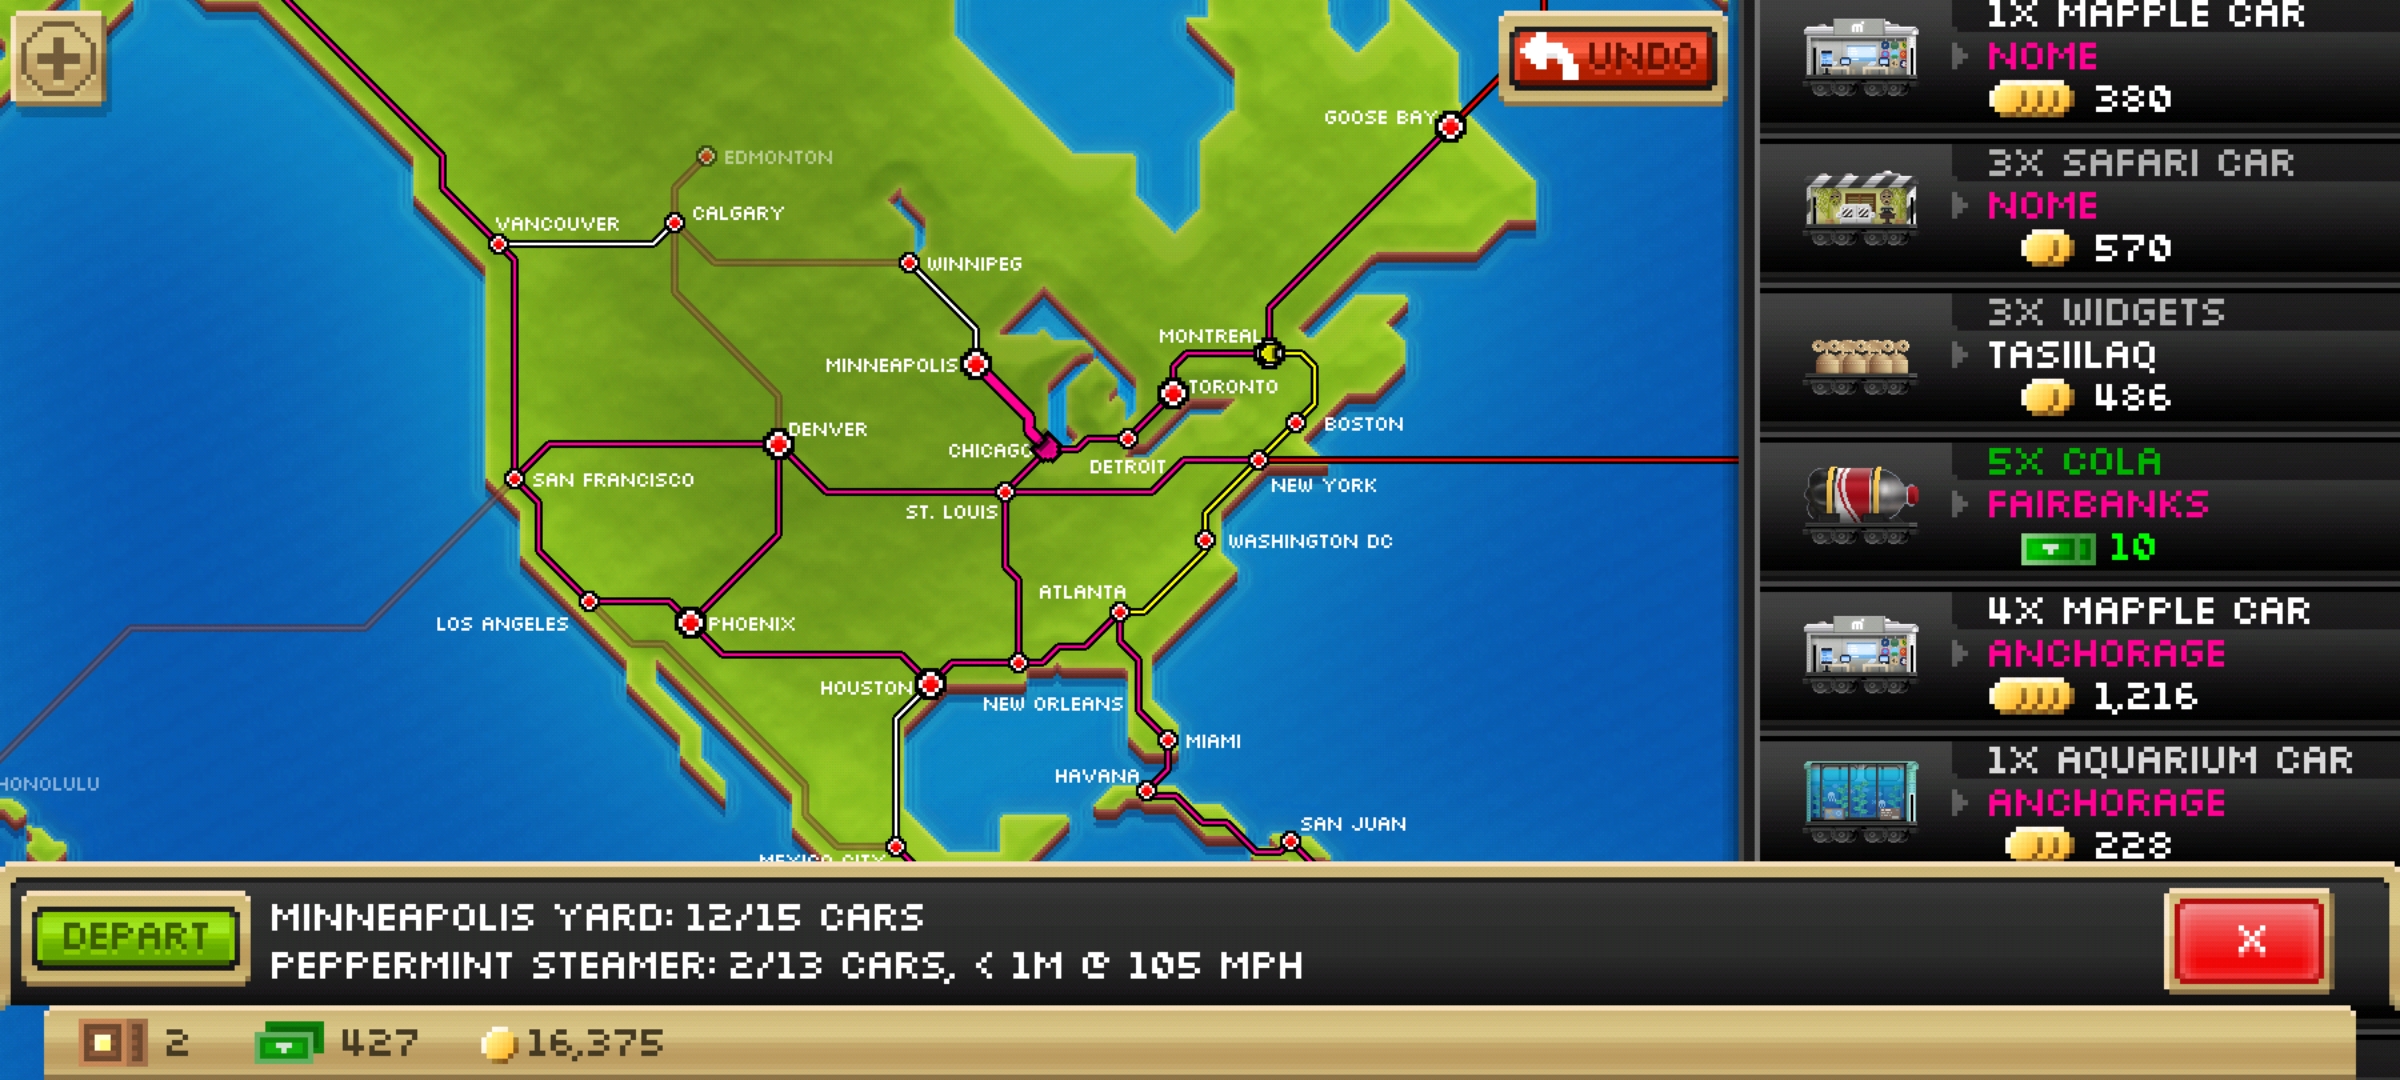 UNDO
GOOSE BAY
EDMONTON
CALGARY
VANCOUVER
WINNIPEG
MONTREAL
MINNEAPOLIS
TORONTO
BOSTON
DENVER
CHICAGO
DETROIT
SAN FRANCISCO
NEW YORK
ST. LOUIS
WASHINGTON DC
ATLANTA
LOS ANGELES
PHOENIX
HOUSTON
NEW ORLEANS
MIAMI
HAVANA
HONOLULU
SAN JUAN
MEXICO CITY
1X MAPPLE CAR
NOME
380
3X SAFARI CAR
NOME
570
3X WIDGETS
TASIILAQ
486
5X COLA
FAIRBANKS
10
4X MAPPLE CAR
ANCHORAGE
1,216
1X AQUARIUM CAR
ANCHORAGE
228
DEPART
MINNEAPOLIS YARD: 12/15 CARS
PEPPERMINT STEAMER: 2/13 CARS, < 1M @ 105 MPH
X
2
427
16,375